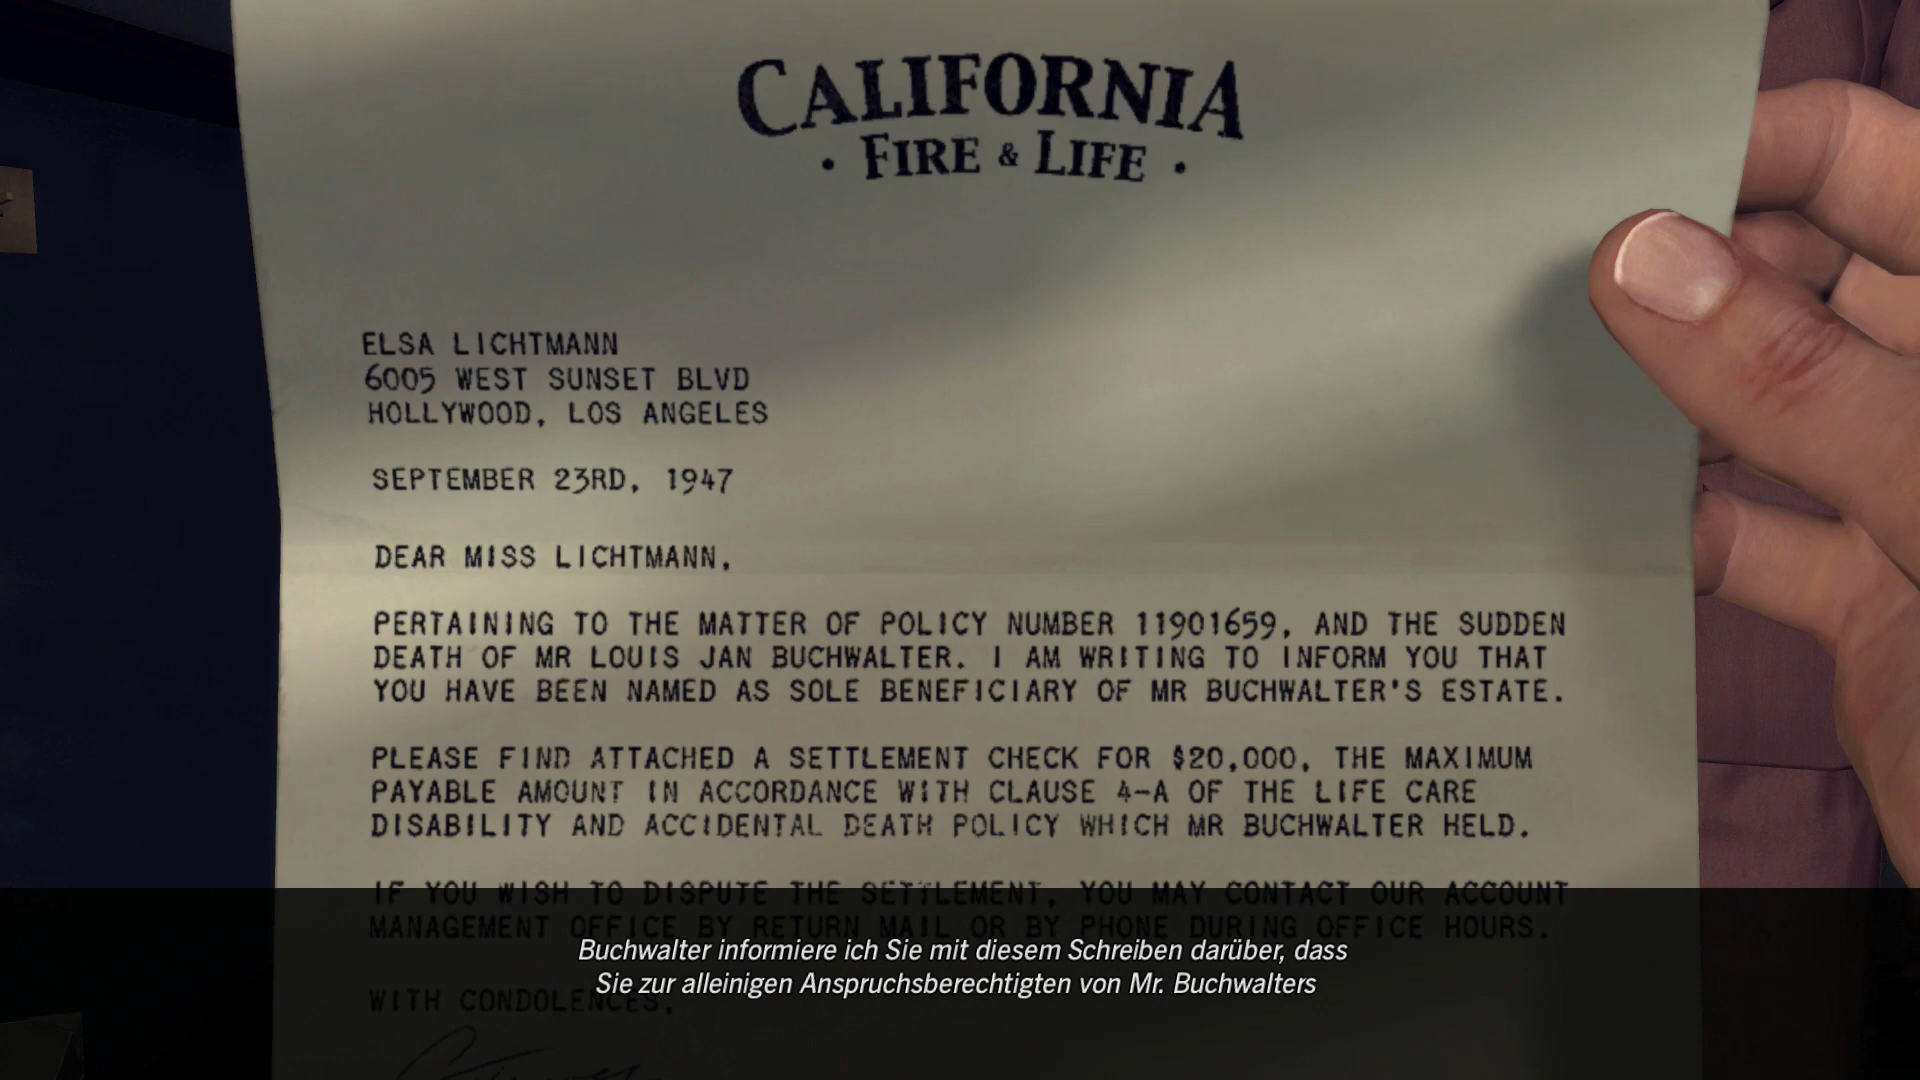 CALIFORNIA
· FIRE & LIFE ·
ELSA LICHTMANN
6005 WEST SUNSET BLVD
HOLLYWOOD, LOS ANGELES
SEPTEMBER 23RD, 1947
DEAR MISS LICHTMANN,
PERTAINING TO THE MATTER OF POLICY NUMBER 11901659, AND THE SUDDEN
DEATH OF MR LOUIS JAN BUCHWALTER. I AM WRITING TO INFORM YOU THAT
YOU HAVE BEEN NAMED AS SOLE BENEFICIARY OF MR BUCHWALTER'S ESTATE.
PLEASE FIND ATTACHED A SETTLEMENT CHECK FOR $20,000, THE MAXIMUM
PAYABLE AMOUNT IN ACCORDANCE WITH CLAUSE 4-A OF THE LIFE CARE
DISABILITY AND ACCIDENTAL DEATH POLICY WHICH MR BUCHWALTER HELD.
IF YOU WISH TO DISPUTE THE SETTLEMENT, YOU MAY CONTACT OUR ACCOUNT
MANAGEMENT OFFICE BY RETURN MAIL OR BY PHONE DURING OFFICE HOURS.
Buchwalter informiere ich Sie mit diesem Schreiben darüber, dass
Sie zur alleinigen Anspruchsberechtigten von Mr. Buchwalters
WITH CONDOLENCES,